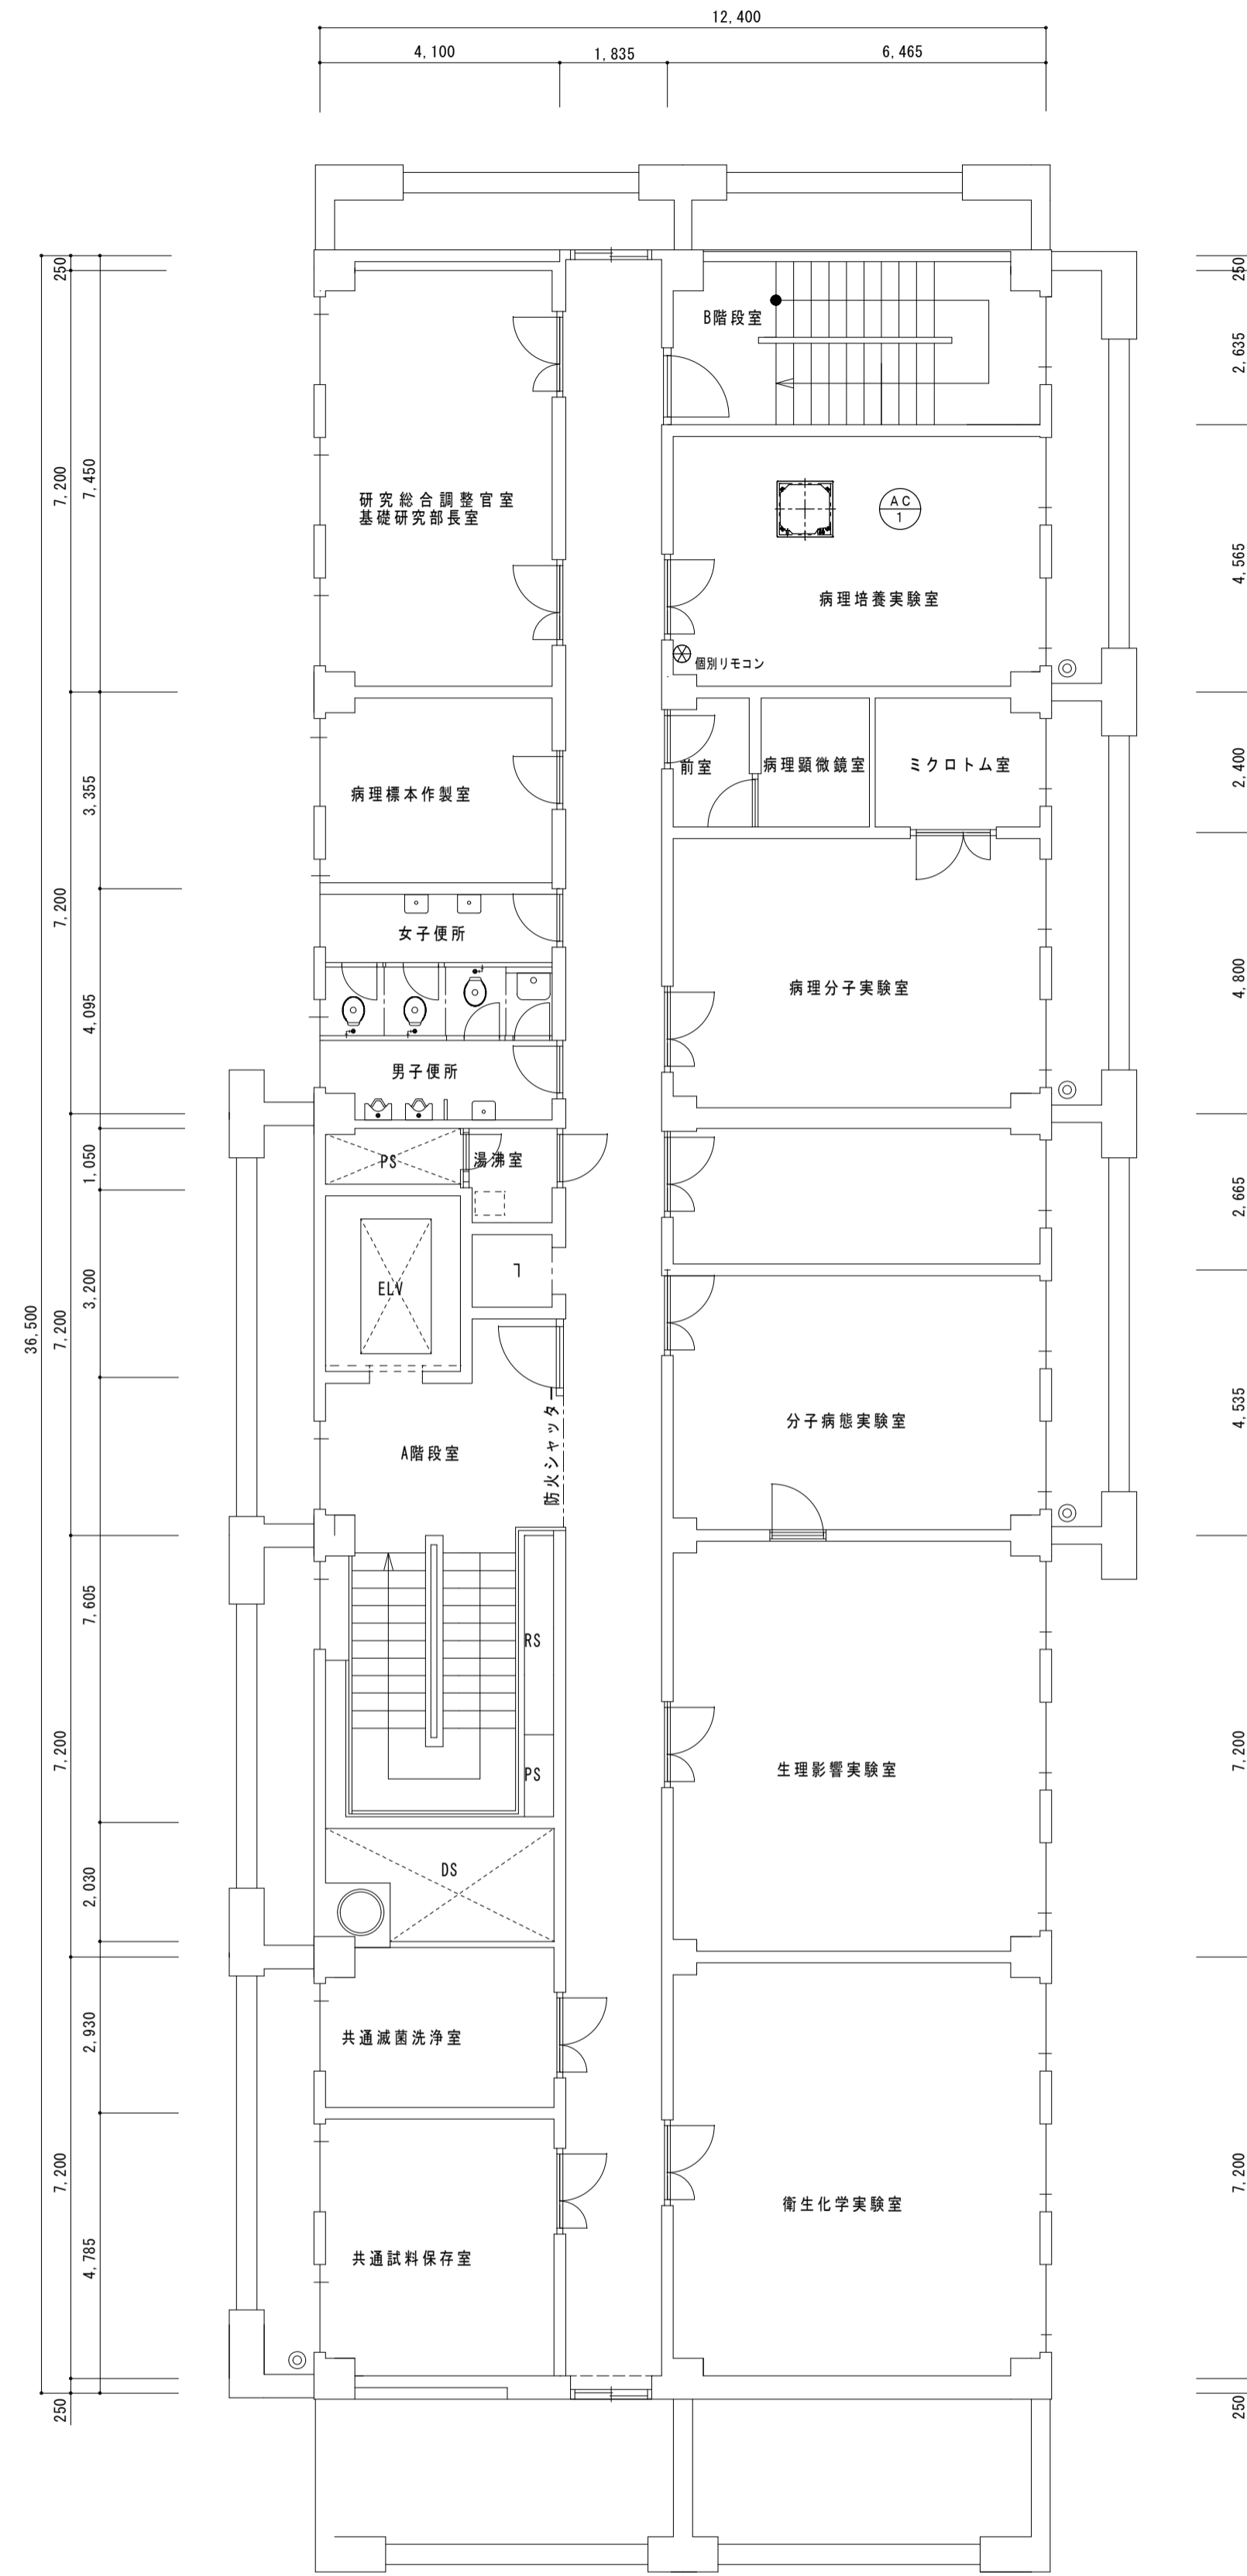 12,400
4,100
1,835
6,465
250
250
B階段室
2,635
7,200
7,450
研究総合調整官室
基礎研究部長室
AC
1
4,565
病理培養実験室
個別リモコン
前室
病理顕微鏡室
ミクロトム室
2,400
病理標本作製室
3,355
7,200
女子便所
病理分子実験室
4,800
4,095
男子便所
PS
湯沸室
1,050
2,665
ELV
3,200
36,500
7,200
防火シャッター
分子病態実験室
4,535
A階段室
7,605
RS
7,200
PS
生理影響実験室
7,200
DS
2,030
共通滅菌洗浄室
2,930
7,200
衛生化学実験室
7,200
共通試料保存室
4,785
250
250